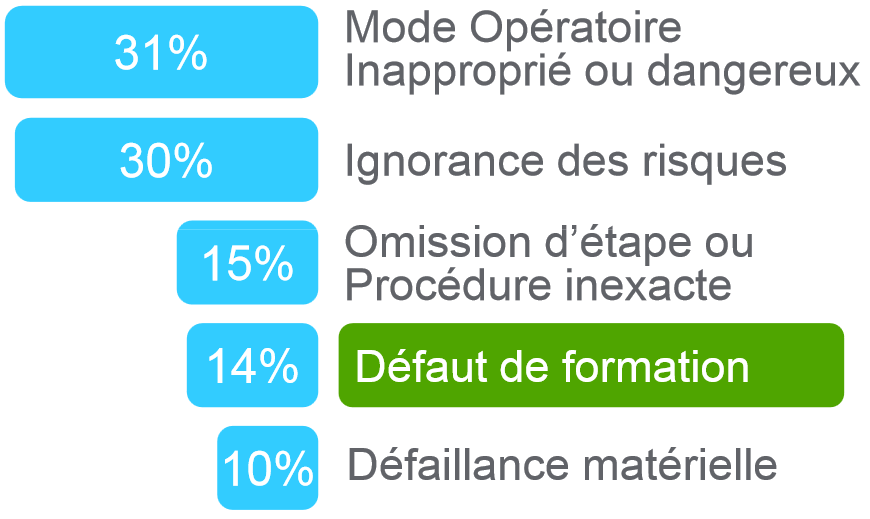 31%
Mode Opératoire
Inapproprié ou dangereux
30%
Ignorance des risques
15%
Omission d’étape ou
Procédure inexacte
14%
Défaut de formation
10%
Défaillance matérielle